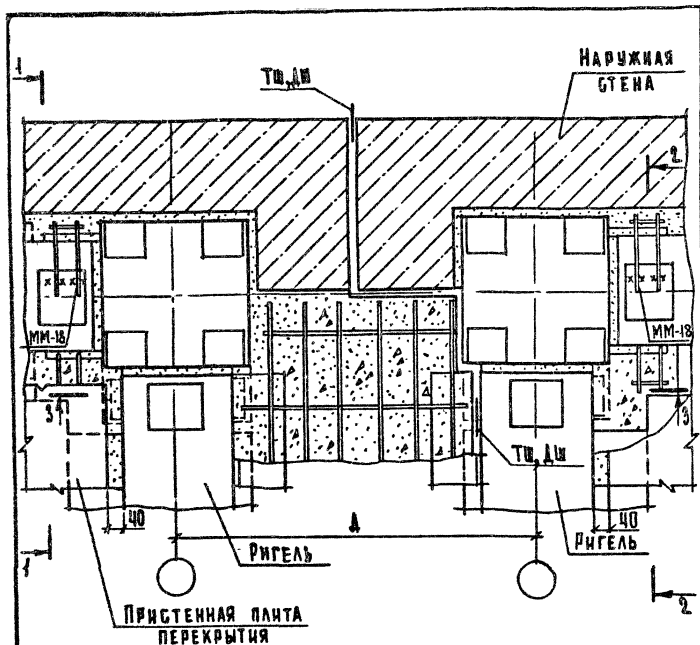 1
ТШ,ДШ
НАРУЖНАЯ
СТЕНА
2
ММ-18
ММ-18
3
3
ТШ,ДШ
40
А
40
1
РИГЕЛЬ
РИГЕЛЬ
2
ПРИСТЕННАЯ ПЛИТА
ПЕРЕКРЫТИЯ